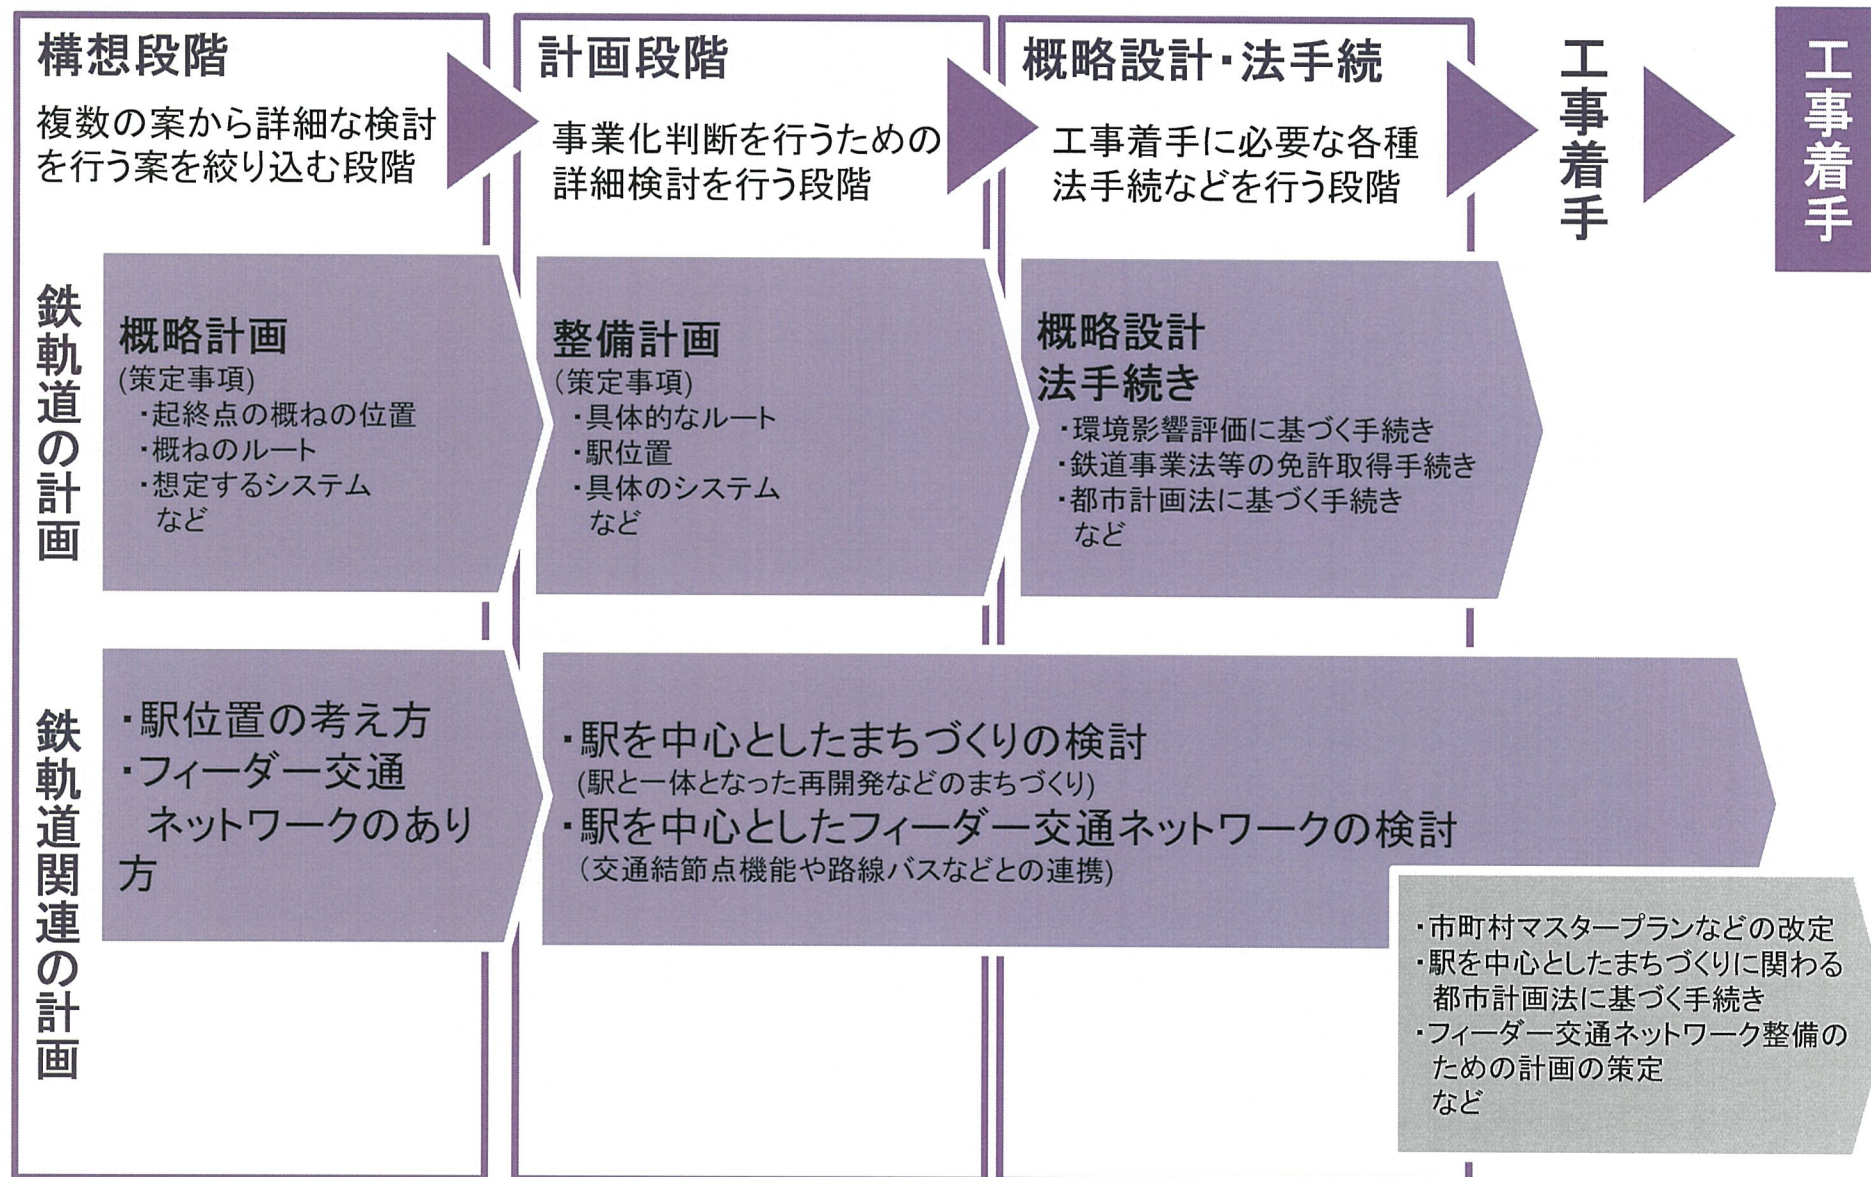 構想段階
複数の案から詳細な検討
を行う案を絞り込む段階
計画段階
事業化判断を行うための
詳細検討を行う段階
概略設計・法手続
工事着手に必要な各種
法手続などを行う段階
工事着手
工事着手
鉄軌道の計画
概略計画
(策定事項)
・起終点の概ねの位置
・概ねのルート
・想定するシステム
など
整備計画
(策定事項)
・具体的なルート
・駅位置
・具体のシステム
など
概略設計
法手続き
・環境影響評価に基づく手続き
・鉄道事業法等の免許取得手続き
・都市計画法に基づく手続き
など
鉄軌道関連の計画
・駅位置の考え方
・フィーダー交通
ネットワークのあり
方
・駅を中心としたまちづくりの検討
(駅と一体となった再開発などのまちづくり)
・駅を中心としたフィーダー交通ネットワークの検討
(交通結節点機能や路線バスなどとの連携)
・市町村マスタープランなどの改定
・駅を中心としたまちづくりに関わる
都市計画法に基づく手続き
・フィーダー交通ネットワーク整備の
ための計画の策定
など